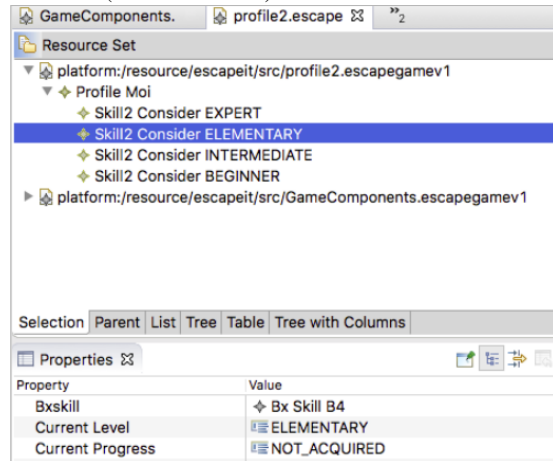 GameComponents. profile2.escape »2
Resource Set
platform:/resource/escapeit/src/profile2.escapegamev1
Profile Moi
Skill2 Consider EXPERT
Skill2 Consider ELEMENTARY
Skill2 Consider INTERMEDIATE
Skill2 Consider BEGINNER
platform:/resource/escapeit/src/GameComponents.escapegamev1
Selection Parent List Tree Table Tree with Columns
Properties
Property Value
Bxskill Bx Skill B4
Current Level ELEMENTARY
Current Progress NOT_ACQUIRED